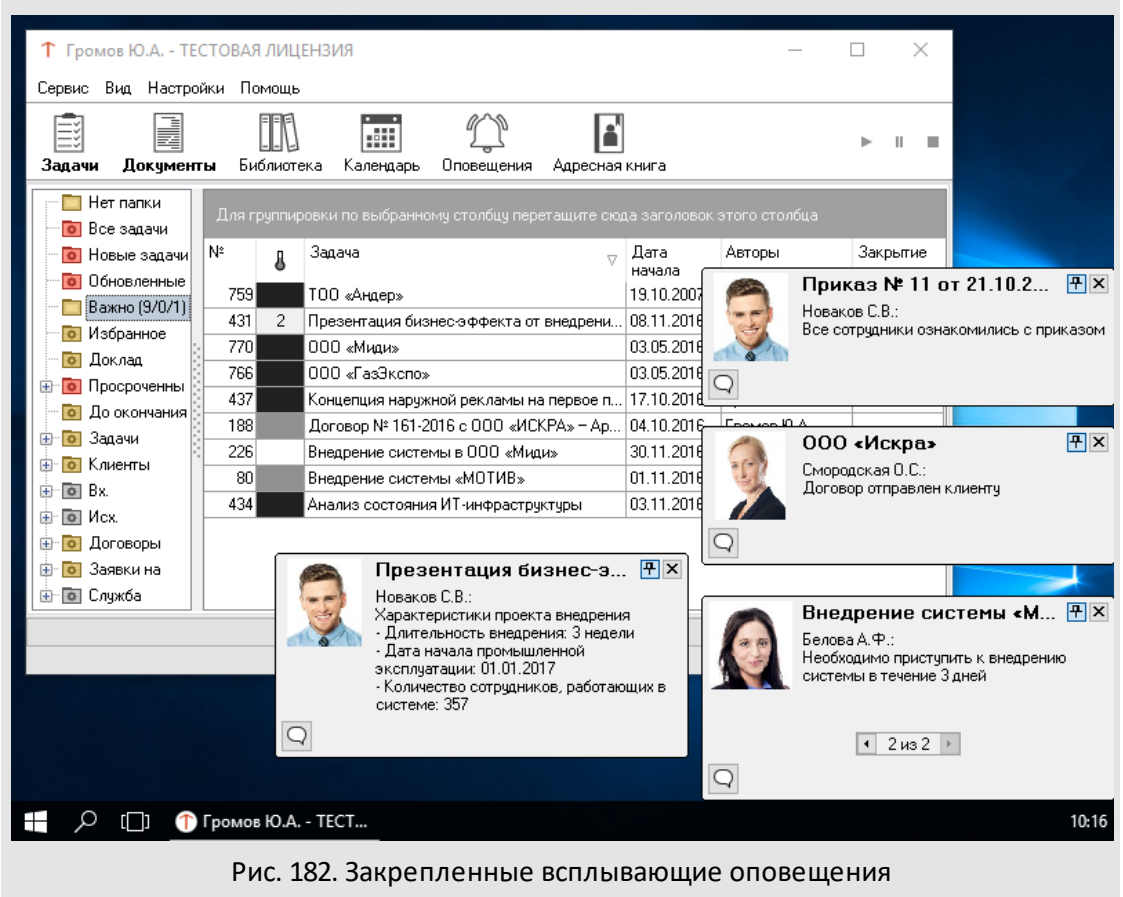 Громов Ю.А. - ТЕСТОВАЯ ЛИЦЕНЗИЯ
Сервис Вид Настройки Помощь
Задачи Документы Библиотека Календарь Оповещения Адресная книга
Нет папки
Все задачи
Новые задачи
Обновленные
Важно (9/0/1)
Избранное
Доклад
Просроченны
До окончания
Задачи
Клиенты
Вх.
Исх.
Договоры
Заявки на
Служба
Для группировки по выбранному столбцу перетащите сюда заголовок этого столбца
№ Задача Дата начала Авторы Закрытие
759 ТОО «Андер» 19.10.2007
431 2 Презентация бизнес-эффекта от внедрени... 08.11.2016
770 ООО «Миди» 03.05.2016
766 ООО «ГазЭкспо» 03.05.2016
437 Концепция наружной рекламы на первое п... 17.10.2016
188 Договор № 161-2016 с ООО «ИСКРА» – Ар... 04.10.2016 Громов Ю.А.
226 Внедрение системы в ООО «Миди» 30.11.2016
80 Внедрение системы «МОТИВ» 01.11.2016
434 Анализ состояния ИТ-инфраструктуры 03.11.2016
Приказ № 11 от 21.10.2...
Новаков С.В.:
Все сотрудники ознакомились с приказом
ООО «Искра»
Смородская О.С.:
Договор отправлен клиенту
Презентация бизнес-э...
Новаков С.В.:
Характеристики проекта внедрения
- Длительность внедрения: 3 недели
- Дата начала промышленной
эксплуатации: 01.01.2017
- Количество сотрудников, работающих в
системе: 357
Внедрение системы «М...
Белова А.Ф.:
Необходимо приступить к внедрению
системы в течение 3 дней
2 из 2
Громов Ю.А. - ТЕСТ...
10:16
Рис. 182. Закрепленные всплывающие оповещения